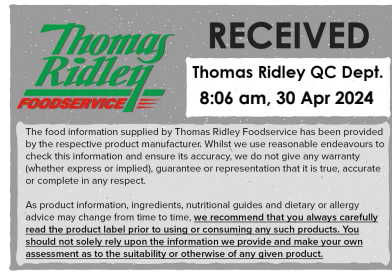 Thomas
Ridley
FOODSERVICE
RECEIVED
Thomas Ridley QC Dept.
8:06 am, 30 Apr 2024
The food information supplied by Thomas Ridley Foodservice has been provided
by the respective product manufacturer. Whilst we use reasonable endeavours to
check this information and ensure its accuracy, we do not give any warranty
(whether express or implied), guarantee or representation that it is true, accurate
or complete in any respect.
As product information, ingredients, nutritional guides and dietary or allergy
advice may change from time to time, we recommend that you always carefully
read the product label prior to using or consuming any such products. You
should not solely rely upon the information we provide and make your own
assessment as to the suitability or otherwise of any given product.